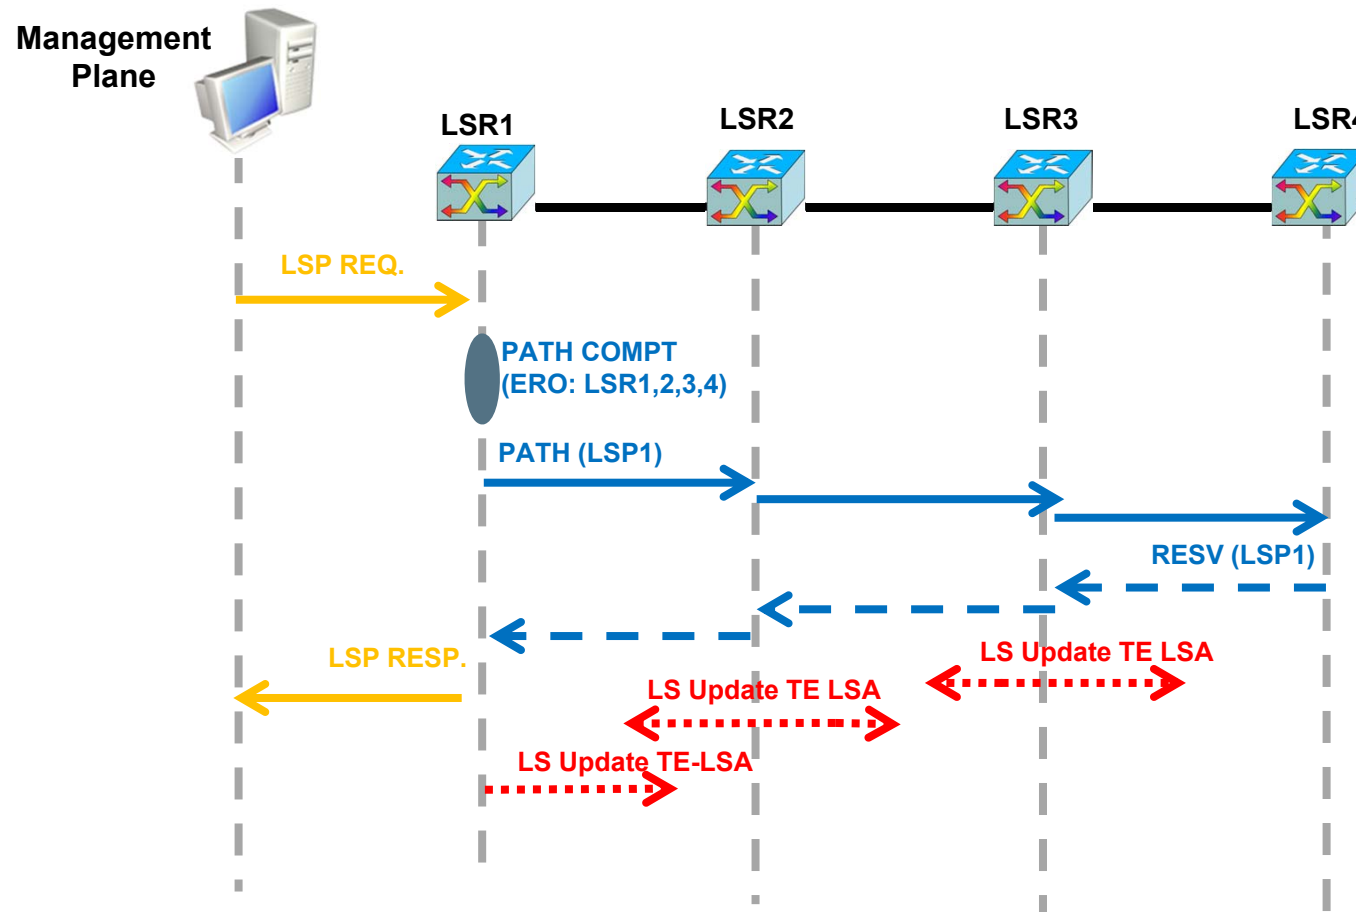 Management
Plane
LSR1
LSR2
LSR3
LSR4
LSP REQ.
PATH COMPT
(ERO: LSR1,2,3,4)
PATH (LSP1)
RESV (LSP1)
LSP RESP.
LS Update TE LSA
LS Update TE LSA
LS Update TE-LSA